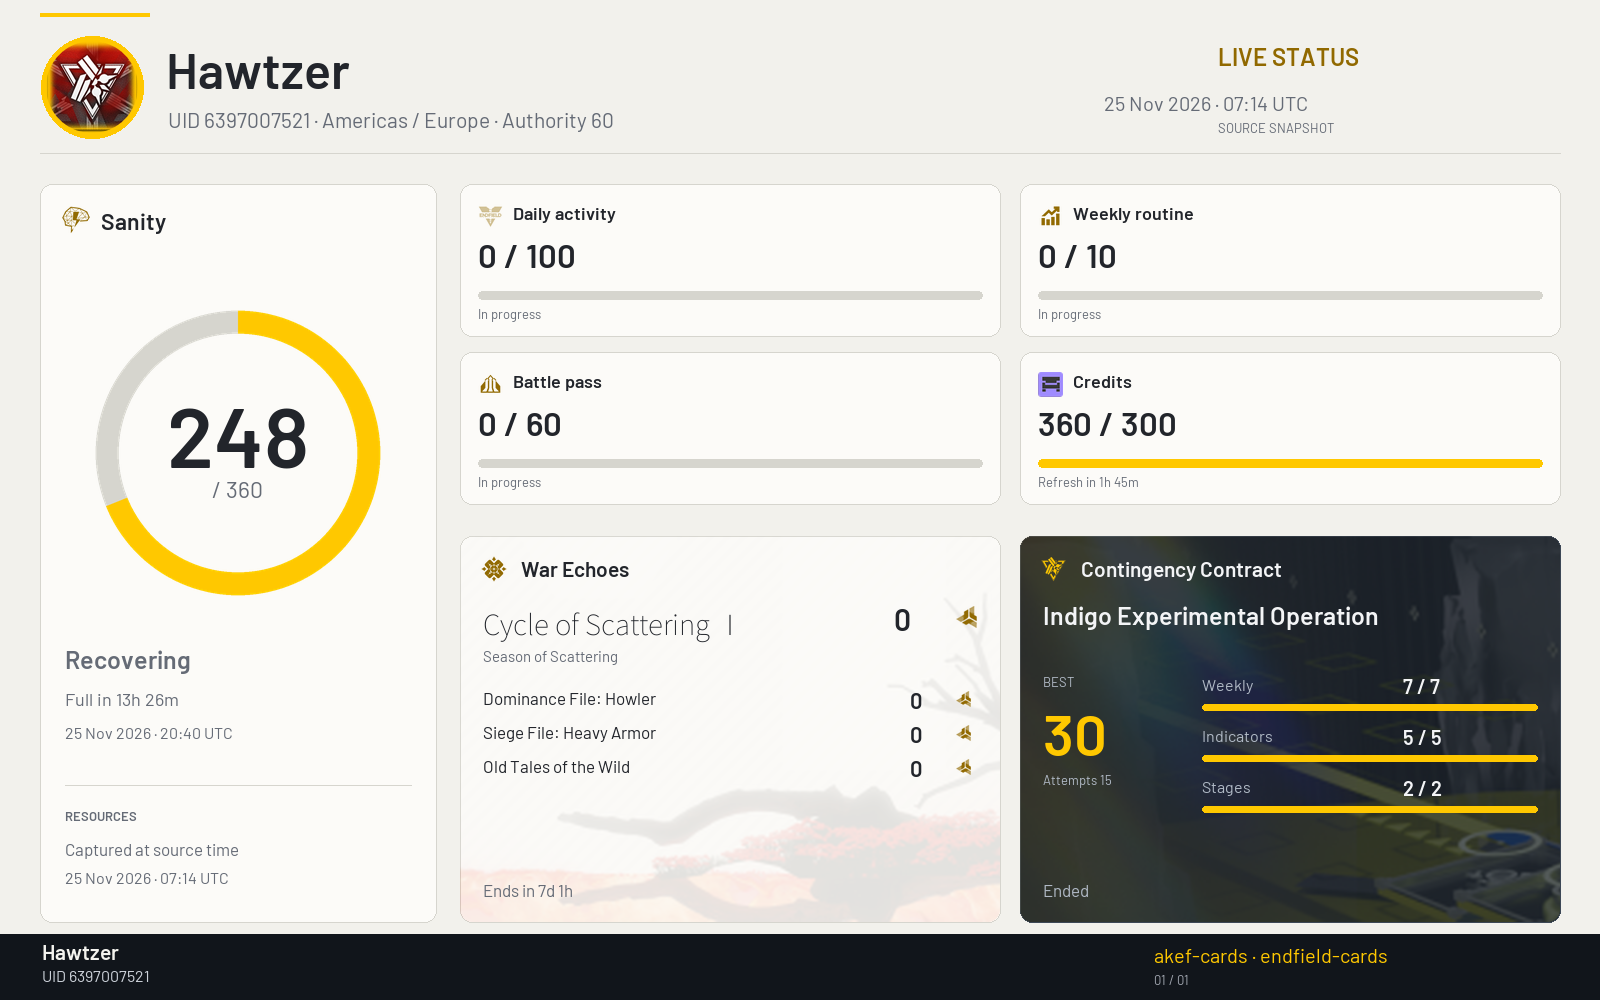 Hawtzer
UID 6397007521 · Americas / Europe · Authority 60
LIVE STATUS
25 Nov 2026 · 07:14 UTC
SOURCE SNAPSHOT
Sanity
248
/ 360
Recovering
Full in 13h 26m
25 Nov 2026 · 20:40 UTC
RESOURCES
Captured at source time
25 Nov 2026 · 07:14 UTC
ENDFIELD
Daily activity
0 / 100
In progress
Weekly routine
0 / 10
In progress
Battle pass
0 / 60
In progress
Credits
360 / 300
Refresh in 1h 45m
War Echoes
Cycle of Scattering I 0
Season of Scattering
Dominance File: Howler 0
Siege File: Heavy Armor 0
Old Tales of the Wild 0
Ends in 7d 1h
Contingency Contract
Indigo Experimental Operation
BEST
30
Attempts 15
Weekly 7 / 7
Indicators 5 / 5
Stages 2 / 2
Ended
Hawtzer
UID 6397007521
akef-cards · endfield-cards
01 / 01